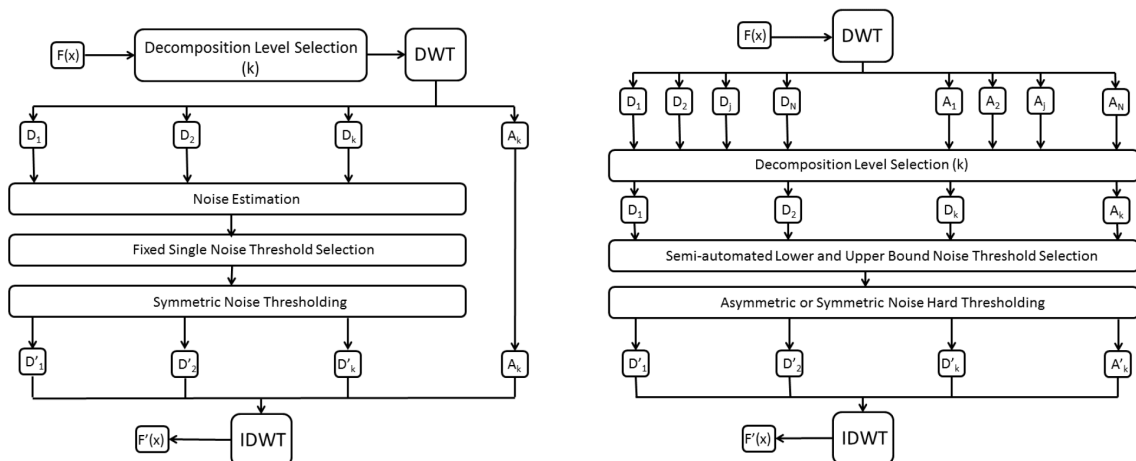 F(x)
Decomposition Level Selection
(k)
DWT
D₁
D₂
Dₖ
Aₖ
Noise Estimation
Fixed Single Noise Threshold Selection
Symmetric Noise Thresholding
D'₁
D'₂
D'ₖ
Aₖ
F'(x)
IDWT
F(x)
DWT
D₁
D₂
Dⱼ
D_N
A₁
A₂
Aⱼ
A_N
Decomposition Level Selection (k)
D₁
D₂
Dₖ
Aₖ
Semi-automated Lower and Upper Bound Noise Threshold Selection
Asymmetric or Symmetric Noise Hard Thresholding
D'₁
D'₂
D'ₖ
A'ₖ
F'(x)
IDWT